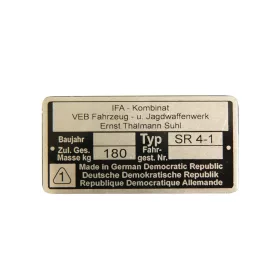 IFA - Kombinat
VEB Fahrzeug - u. Jagdwaffenwerk
Ernst Thälmann Suhl
Baujahr
Typ SR 4-1
Zul. Ges.
Masse kg 180
Fahr-
gest. Nr.
1
Made in German Democratic Republic
Deutsche Demokratische Republik
Republique Democratique Allemande